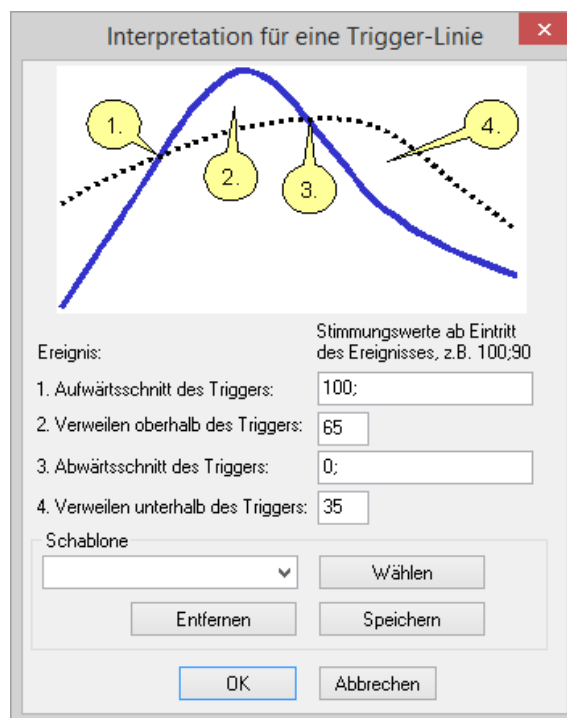 Interpretation für eine Trigger-Linie
1.
2.
3.
4.
Stimmungswerte ab Eintritt
Ereignis: des Ereignisses, z.B. 100;90
1. Aufwärtsschnitt des Triggers: 100;
2. Verweilen oberhalb des Triggers: 65
3. Abwärtsschnitt des Triggers: 0;
4. Verweilen unterhalb des Triggers: 35
Schablone
Wählen
Entfernen Speichern
OK Abbrechen